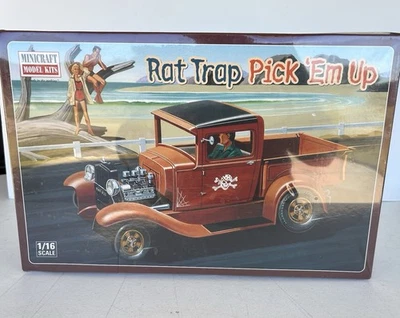 MINICRAFT
MODEL KITS
Rat Trap Pick 'Em Up
1/16
SCALE